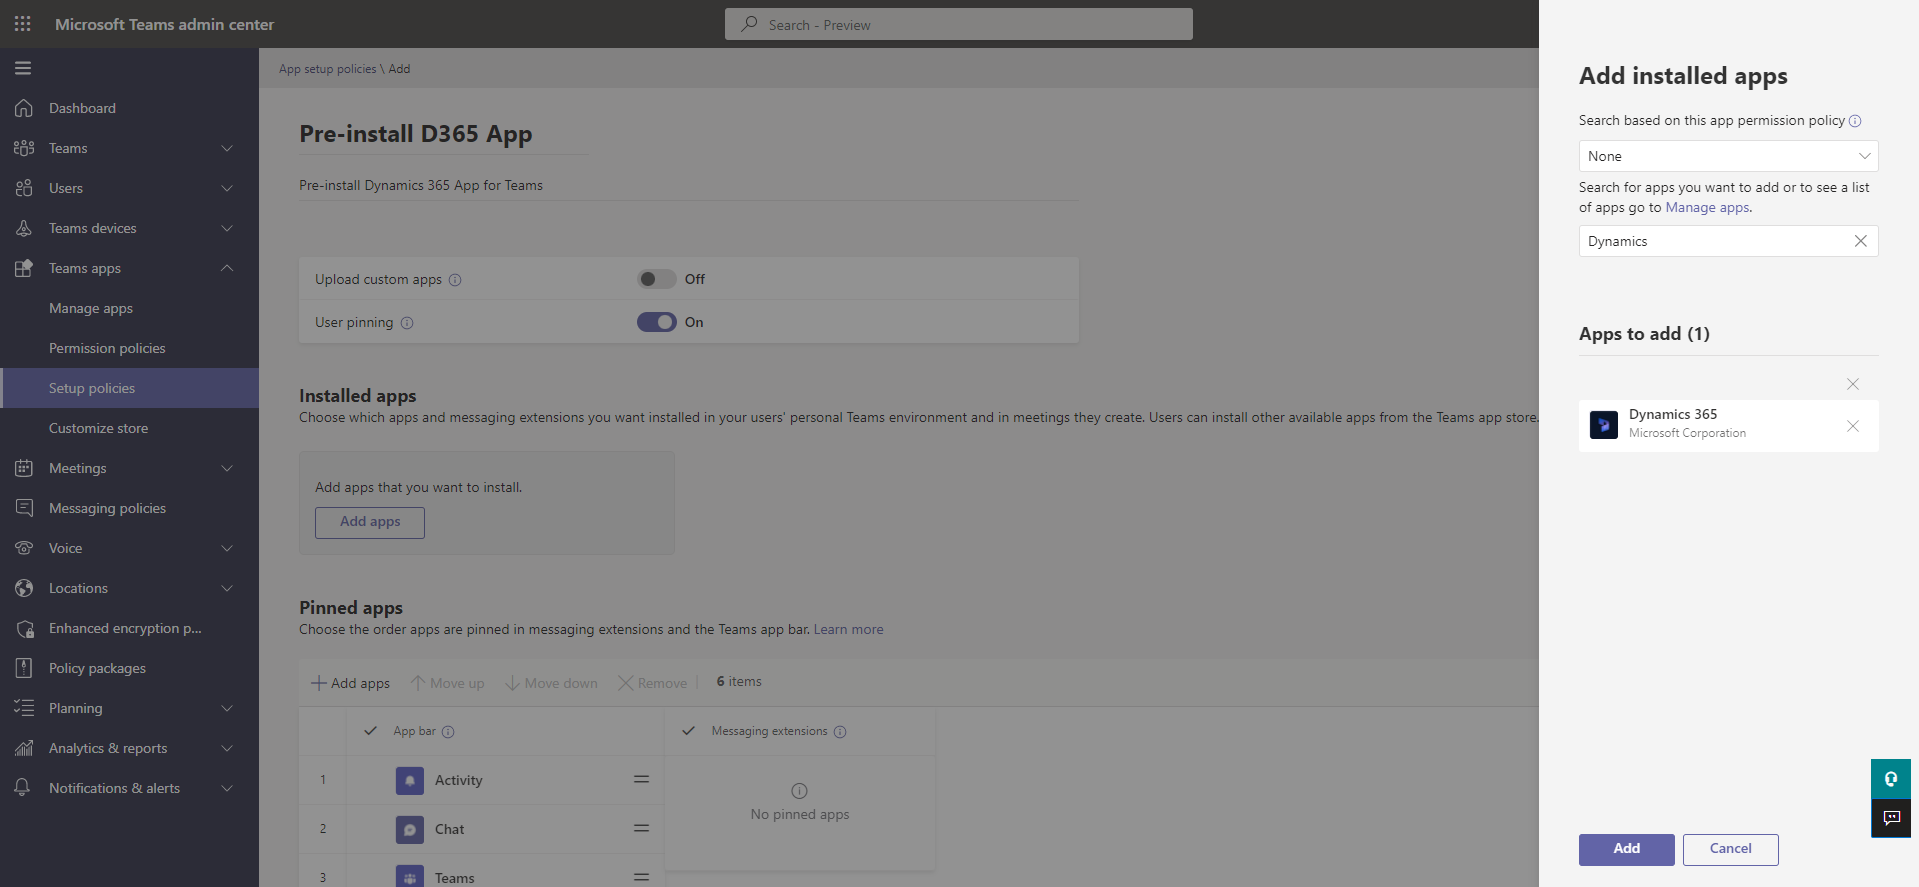 Microsoft Teams admin center
Search - Preview
Dashboard
Teams
Users
Teams devices
Teams apps
Manage apps
Permission policies
Setup policies
Customize store
Meetings
Messaging policies
Voice
Locations
Enhanced encryption p...
Policy packages
Planning
Analytics & reports
Notifications & alerts
App setup policies \ Add
Pre-install D365 App
Pre-install Dynamics 365 App for Teams
Upload custom apps
Off
User pinning
On
Installed apps
Choose which apps and messaging extensions you want installed in your users' personal Teams environment and in meetings they create. Users can install other available apps from the Teams app store.
Add apps that you want to install.
Add apps
Pinned apps
Choose the order apps are pinned in messaging extensions and the Teams app bar. Learn more
Add apps
Move up
Move down
Remove
6 items
App bar
Messaging extensions
1
Activity
2
Chat
3
Teams
No pinned apps
Add installed apps
Search based on this app permission policy
None
Search for apps you want to add or to see a list
of apps go to Manage apps.
Dynamics
Apps to add (1)
Dynamics 365
Microsoft Corporation
Add
Cancel